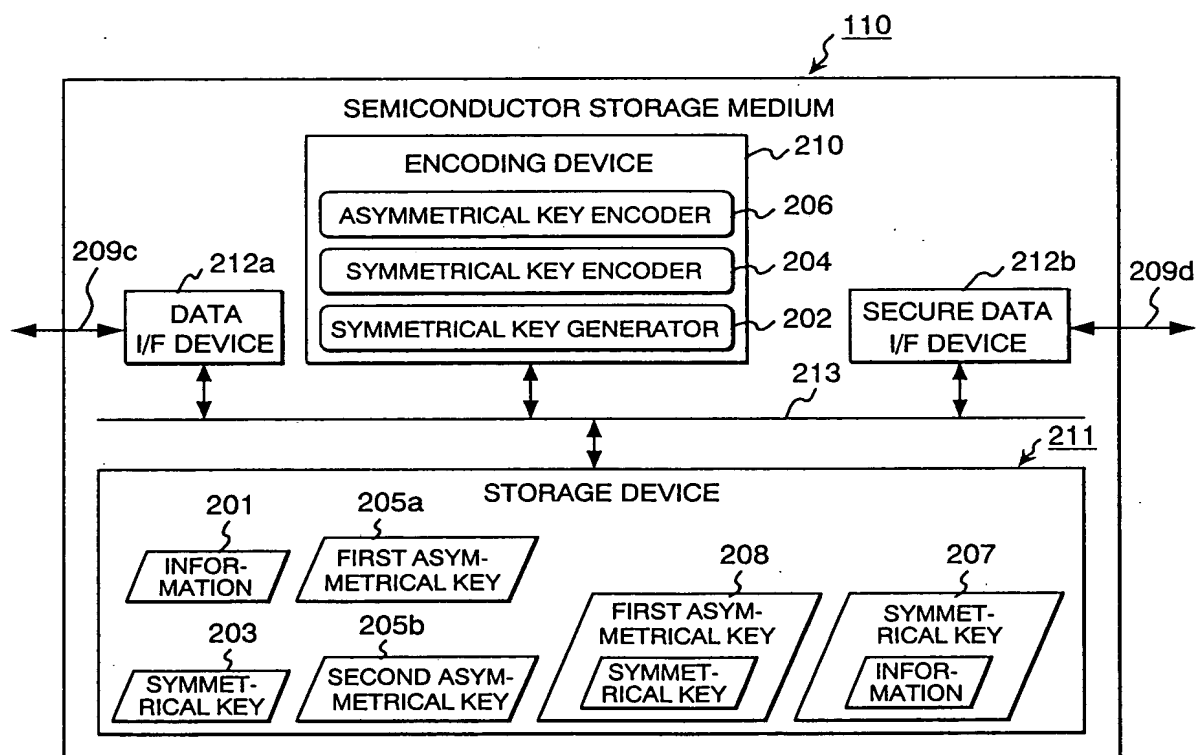 110
SEMICONDUCTOR STORAGE MEDIUM
ENCODING DEVICE
210
ASYMMETRICAL KEY ENCODER
206
SYMMETRICAL KEY ENCODER
204
SYMMETRICAL KEY GENERATOR
202
209c
212a
DATA
I/F DEVICE
212b
209d
SECURE DATA
I/F DEVICE
213
211
STORAGE DEVICE
201
INFOR-
MATION
205a
FIRST ASYM-
METRICAL KEY
203
SYMMET-
RICAL KEY
205b
SECOND ASYM-
METRICAL KEY
208
FIRST ASYM-
METRICAL KEY
SYMMET-
RICAL KEY
207
SYMMET-
RICAL KEY
INFOR-
MATION